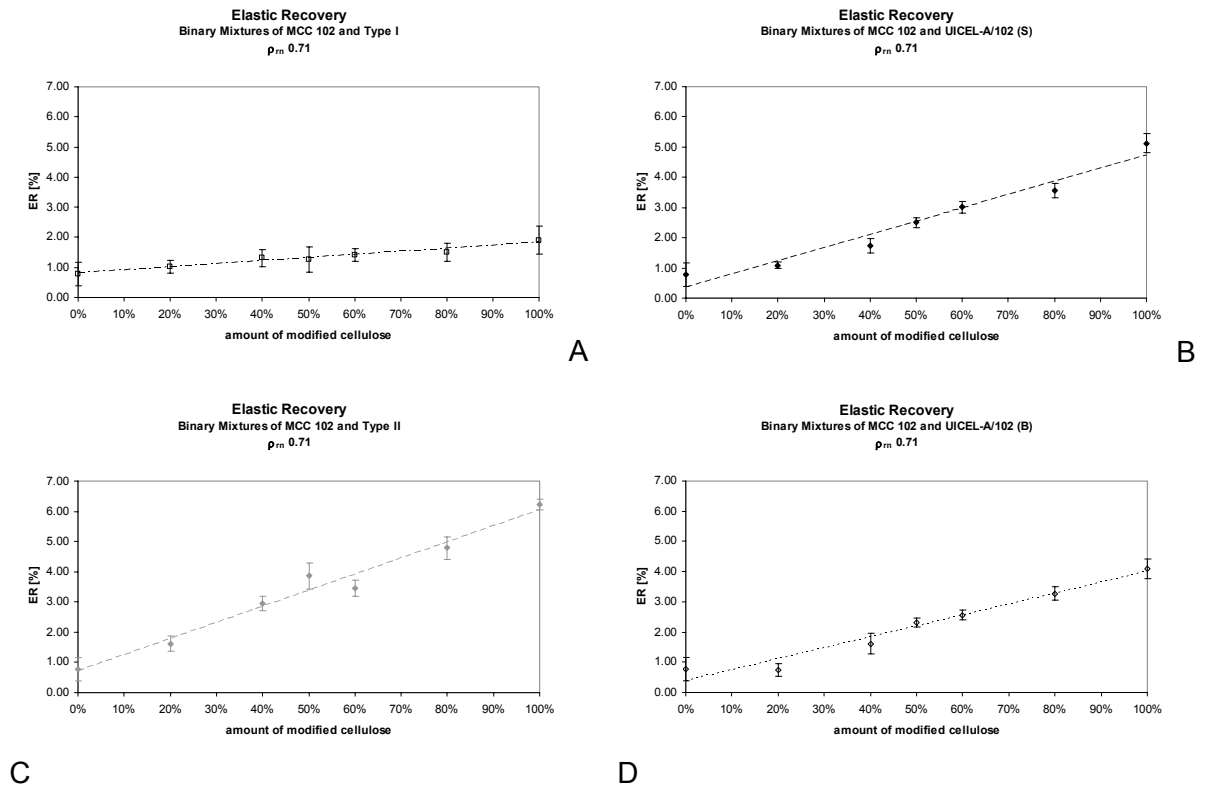 Elastic Recovery
Binary Mixtures of MCC 102 and Type I
ρrn 0.71
7.00
6.00
5.00
4.00
3.00
2.00
1.00
0.00
ER [%]
0% 10% 20% 30% 40% 50% 60% 70% 80% 90% 100%
amount of modified cellulose
A
Elastic Recovery
Binary Mixtures of MCC 102 and UICEL-A/102 (S)
ρrn 0.71
7.00
6.00
5.00
4.00
3.00
2.00
1.00
0.00
ER [%]
0% 10% 20% 30% 40% 50% 60% 70% 80% 90% 100%
amount of modified cellulose
B
Elastic Recovery
Binary Mixtures of MCC 102 and Type II
ρrn 0.71
7.00
6.00
5.00
4.00
3.00
2.00
1.00
0.00
ER [%]
0% 10% 20% 30% 40% 50% 60% 70% 80% 90% 100%
amount of modified cellulose
C
Elastic Recovery
Binary Mixtures of MCC 102 and UICEL-A/102 (B)
ρrn 0.71
7.00
6.00
5.00
4.00
3.00
2.00
1.00
0.00
ER [%]
0% 10% 20% 30% 40% 50% 60% 70% 80% 90% 100%
amount of modified cellulose
D